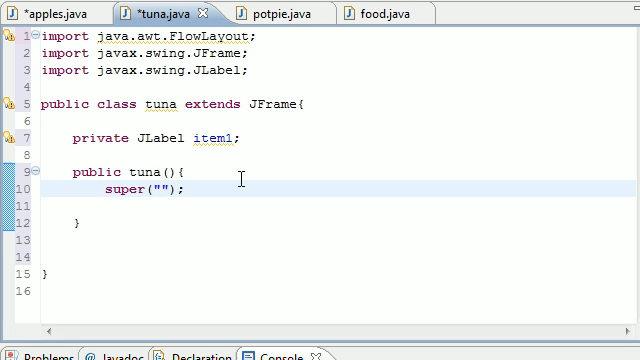 *apples.java *tuna.java potpie.java food.java
1 import java.awt.FlowLayout;
2 import javax.swing.JFrame;
3 import javax.swing.JLabel;
4
5 public class tuna extends JFrame{
6
7 private JLabel item1;
8
9 public tuna(){
10 super("");
11
12 }
13
14
15 }
16
Problems @ Javadoc Declaration Console